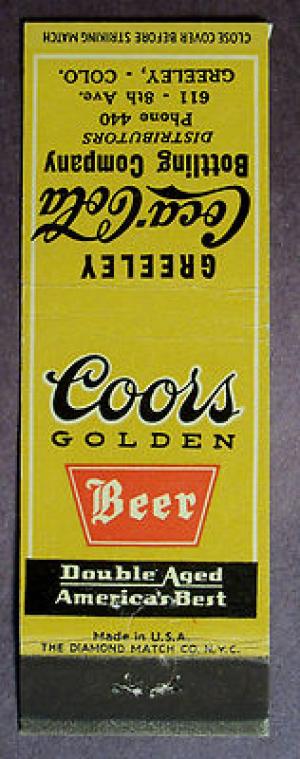 GREELEY
Coca-Cola
Bottling Company
DISTRIBUTORS
Phone 440
611 - 8th Ave.
GREELEY, - COLO.
CLOSE COVER BEFORE STRIKING MATCH
Coors
GOLDEN
Beer
Double Aged
America's Best
Made in U.S.A.
THE DIAMOND MATCH CO. N.Y.C.